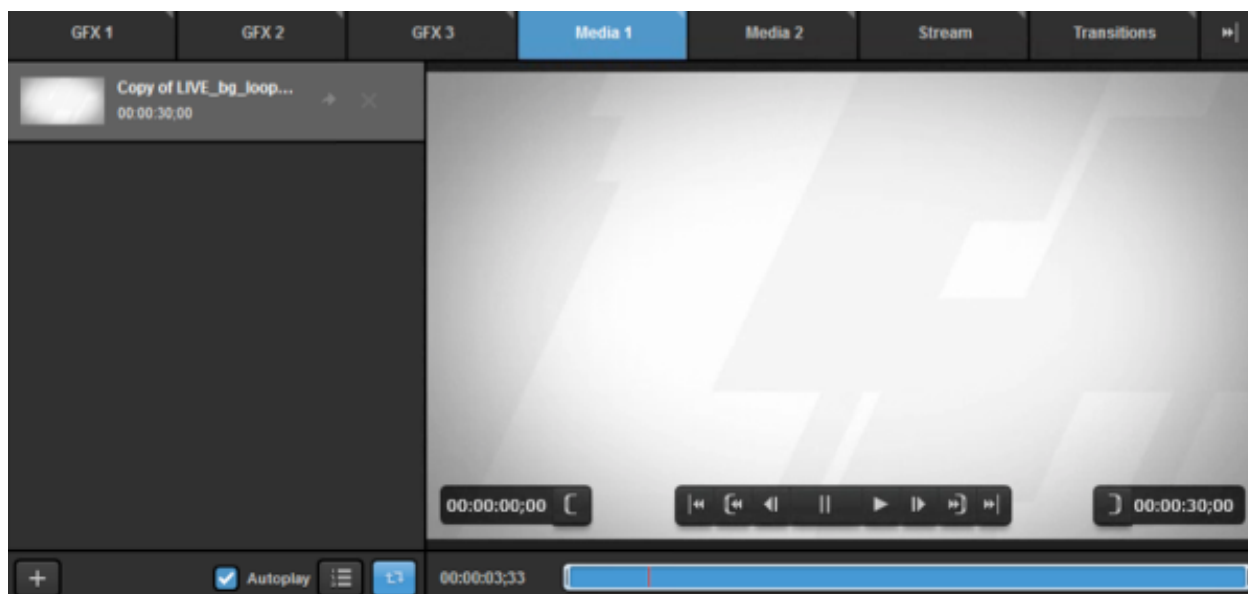 GFX 1
GFX 2
GFX 3
Media 1
Media 2
Stream
Transitions
Copy of LIVE_bg_loop...
00:00:30;00
00:00:00;00
00:00:30;00
Autoplay
00:00:03;33